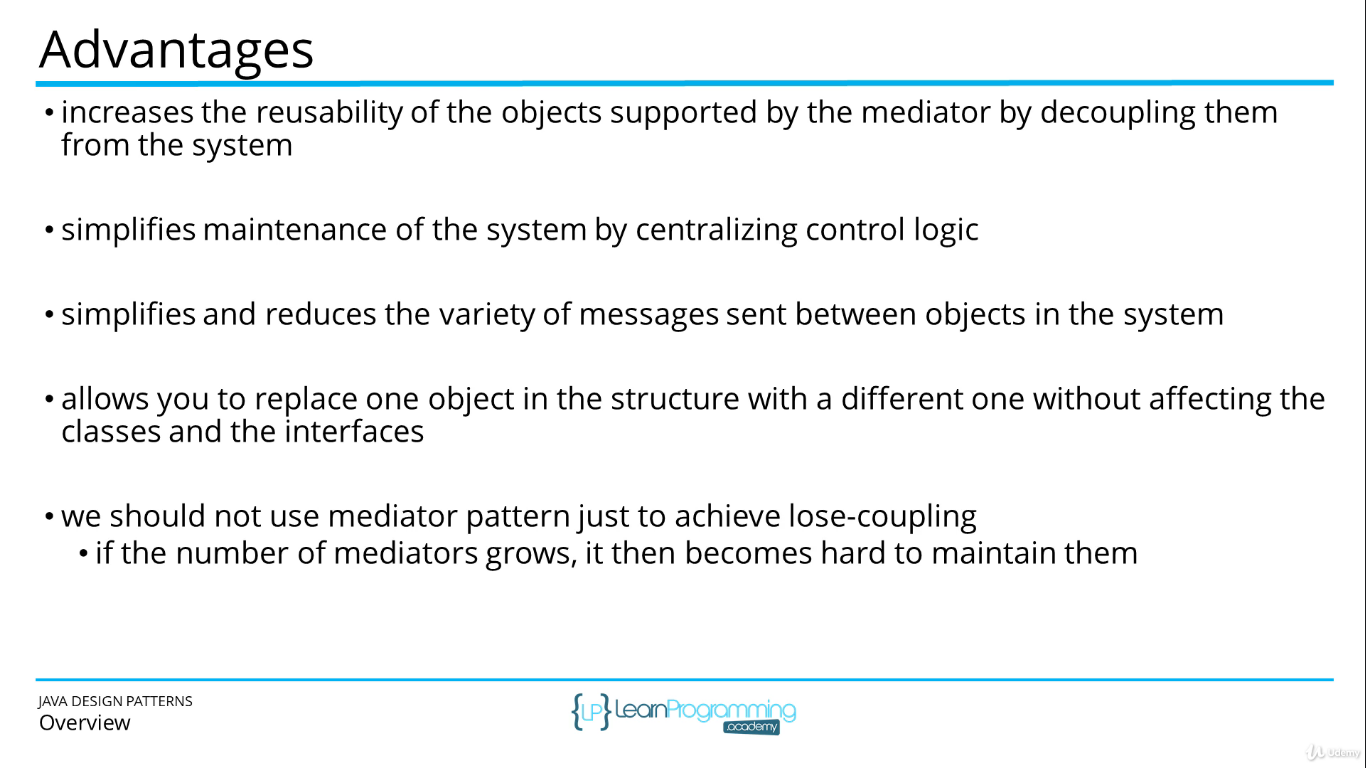 Advantages
• increases the reusability of the objects supported by the mediator by decoupling them
from the system
• simplifies maintenance of the system by centralizing control logic
• simplifies and reduces the variety of messages sent between objects in the system
• allows you to replace one object in the structure with a different one without affecting the
classes and the interfaces
• we should not use mediator pattern just to achieve lose-coupling
• if the number of mediators grows, it then becomes hard to maintain them
JAVA DESIGN PATTERNS
Overview
{LP} LearnProgramming
.academy
Udemy